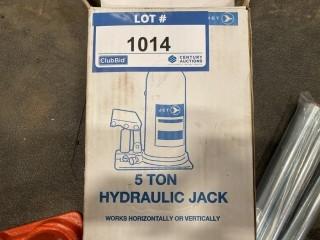 LOT #
1014
ClubBid
CENTURY
AUCTIONS
JET
JET
5 TON
HYDRAULIC JACK
WORKS HORIZONTALLY OR VERTICALLY